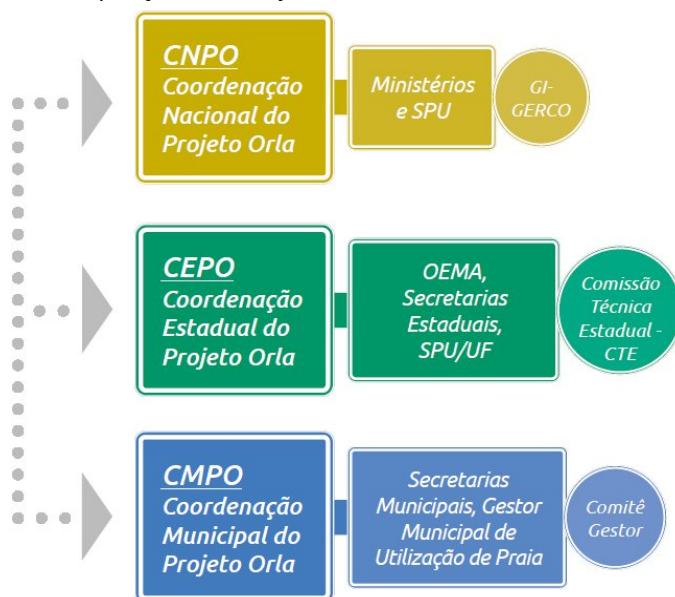 CNPO
Coordenação
Nacional do
Projeto Orla
Ministérios
e SPU
GI-
GERCO
CEPO
Coordenação
Estadual do
Projeto Orla
OEMA,
Secretarias
Estaduais,
SPU/UF
Comissão
Técnica
Estadual -
CTE
CMPO
Coordenação
Municipal do
Projeto Orla
Secretarias
Municipais, Gestor
Municipal de
Utilização de Praia
Comitê
Gestor